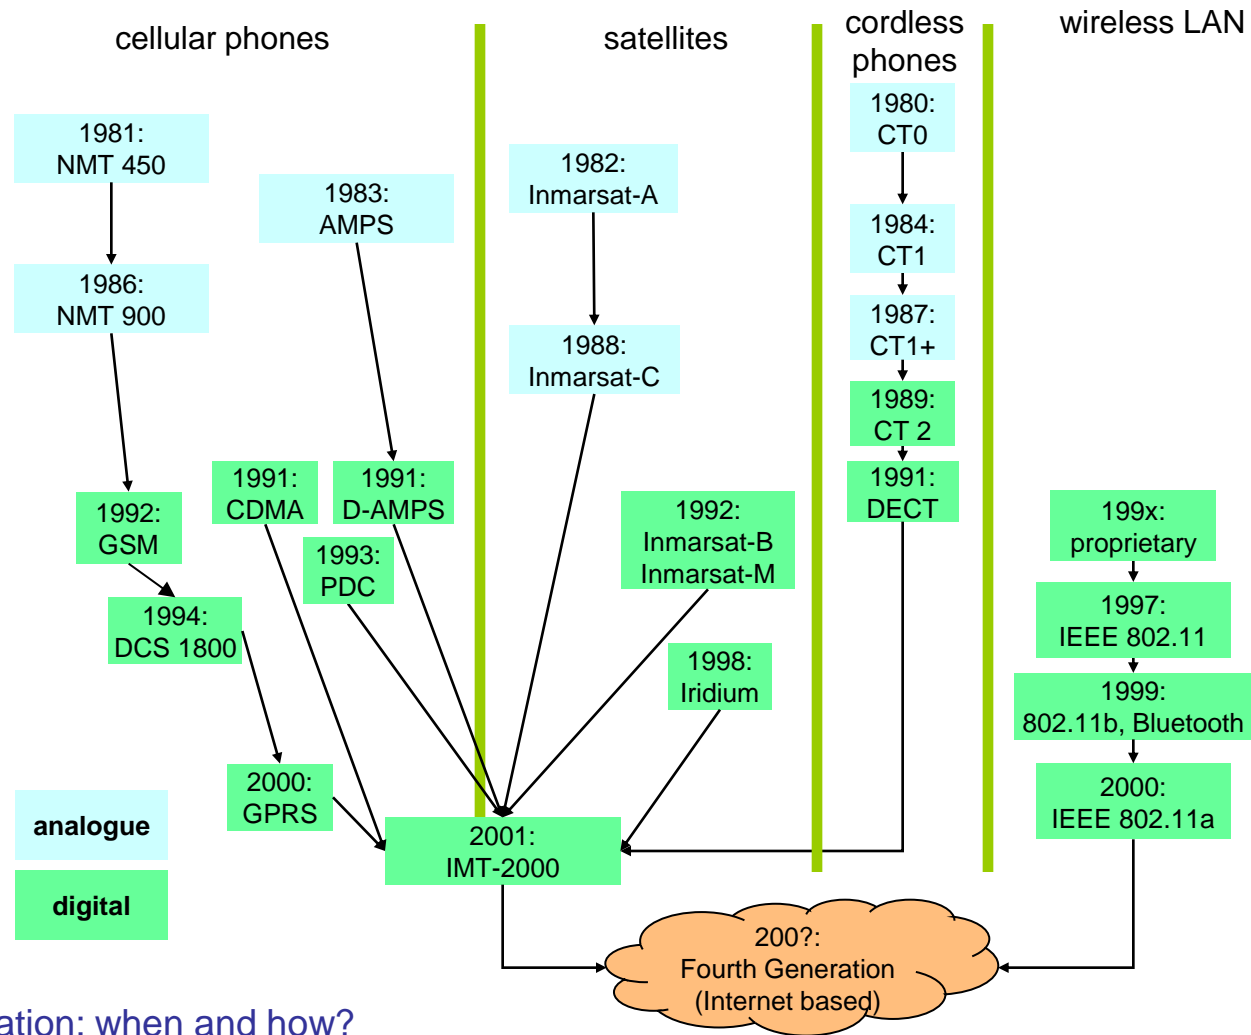 cellular phones
satellites
cordless
phones
wireless LAN
1981:
NMT 450
1986:
NMT 900
1992:
GSM
1994:
DCS 1800
2000:
GPRS
1983:
AMPS
1991:
CDMA
1991:
D-AMPS
1993:
PDC
1982:
Inmarsat-A
1988:
Inmarsat-C
1992:
Inmarsat-B
Inmarsat-M
1998:
Iridium
1980:
CT0
1984:
CT1
1987:
CT1+
1989:
CT 2
1991:
DECT
199x:
proprietary
1997:
IEEE 802.11
1999:
802.11b, Bluetooth
2000:
IEEE 802.11a
2001:
IMT-2000
200?:
Fourth Generation
(Internet based)
analogue
digital
ation: when and how?